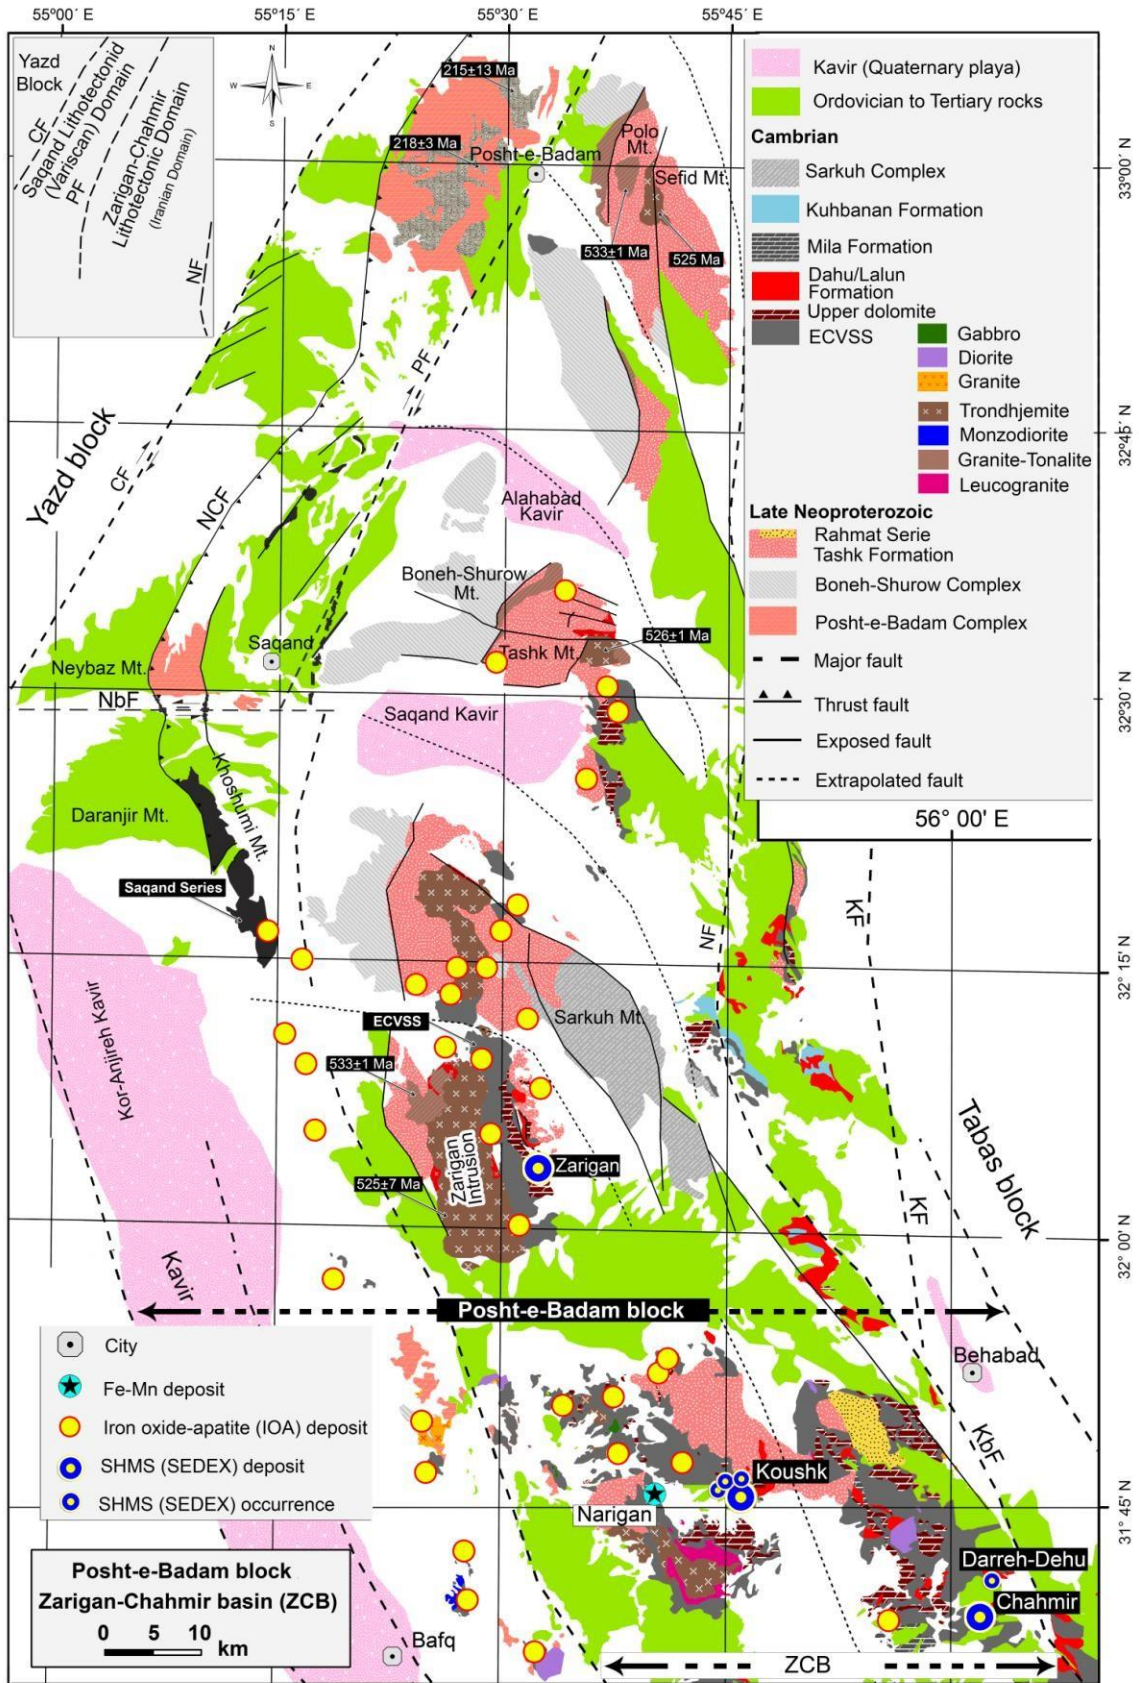 55°00´ E
55°15´ E
55°30´ E
55°45´ E
Yazd
Block
CF
Saqand Lithotectonid
(Variscan) Domain
PF
Zarigan-Chahmir
Lithotectonic Domain
(Iranian Domain)
NF
N
W
E
S
215±13 Ma
218±3 Ma
Posht-e-Badam
Polo
Mt.
Sefid Mt.
533±1 Ma
525 Ma
33°00´ N
Kavir (Quaternary playa)
Ordovician to Tertiary rocks
Cambrian
Sarkuh Complex
Kuhbanan Formation
Mila Formation
Dahu/Lalun
Formation
Upper dolomite
ECVSS
Gabbro
Diorite
Granite
Trondhjemite
Monzodiorite
Granite-Tonalite
Leucogranite
Late Neoproterozoic
Rahmat Serie
Tashk Formation
Boneh-Shurow Complex
Posht-e-Badam Complex
Major fault
Thrust fault
Exposed fault
Extrapolated fault
56° 00' E
32°45´ N
32°30´ N
32° 15´ N
32° 00´ N
31° 45´ N
Yazd block
CF
NCF
PF
Alahabad
Kavir
Boneh-Shurow
Mt.
Saqand
Tashk Mt.
526±1 Ma
Neybaz Mt.
NbF
Saqand Kavir
Daranjir Mt.
Khoshumi Mt.
Saqand Series
NF
KF
Kor-Anjireh Kavir
ECVSS
Sarkuh Mt.
533±1 Ma
Zarigan
Intrusion
Zarigan
525±7 Ma
Tabas block
KF
Kavir
Posht-e-Badam block
Behabad
KbF
City
Fe-Mn deposit
Iron oxide-apatite (IOA) deposit
SHMS (SEDEX) deposit
SHMS (SEDEX) occurrence
Koushk
Narigan
Darreh-Dehu
Chahmir
Posht-e-Badam block
Zarigan-Chahmir basin (ZCB)
0 5 10
km
Bafq
ZCB